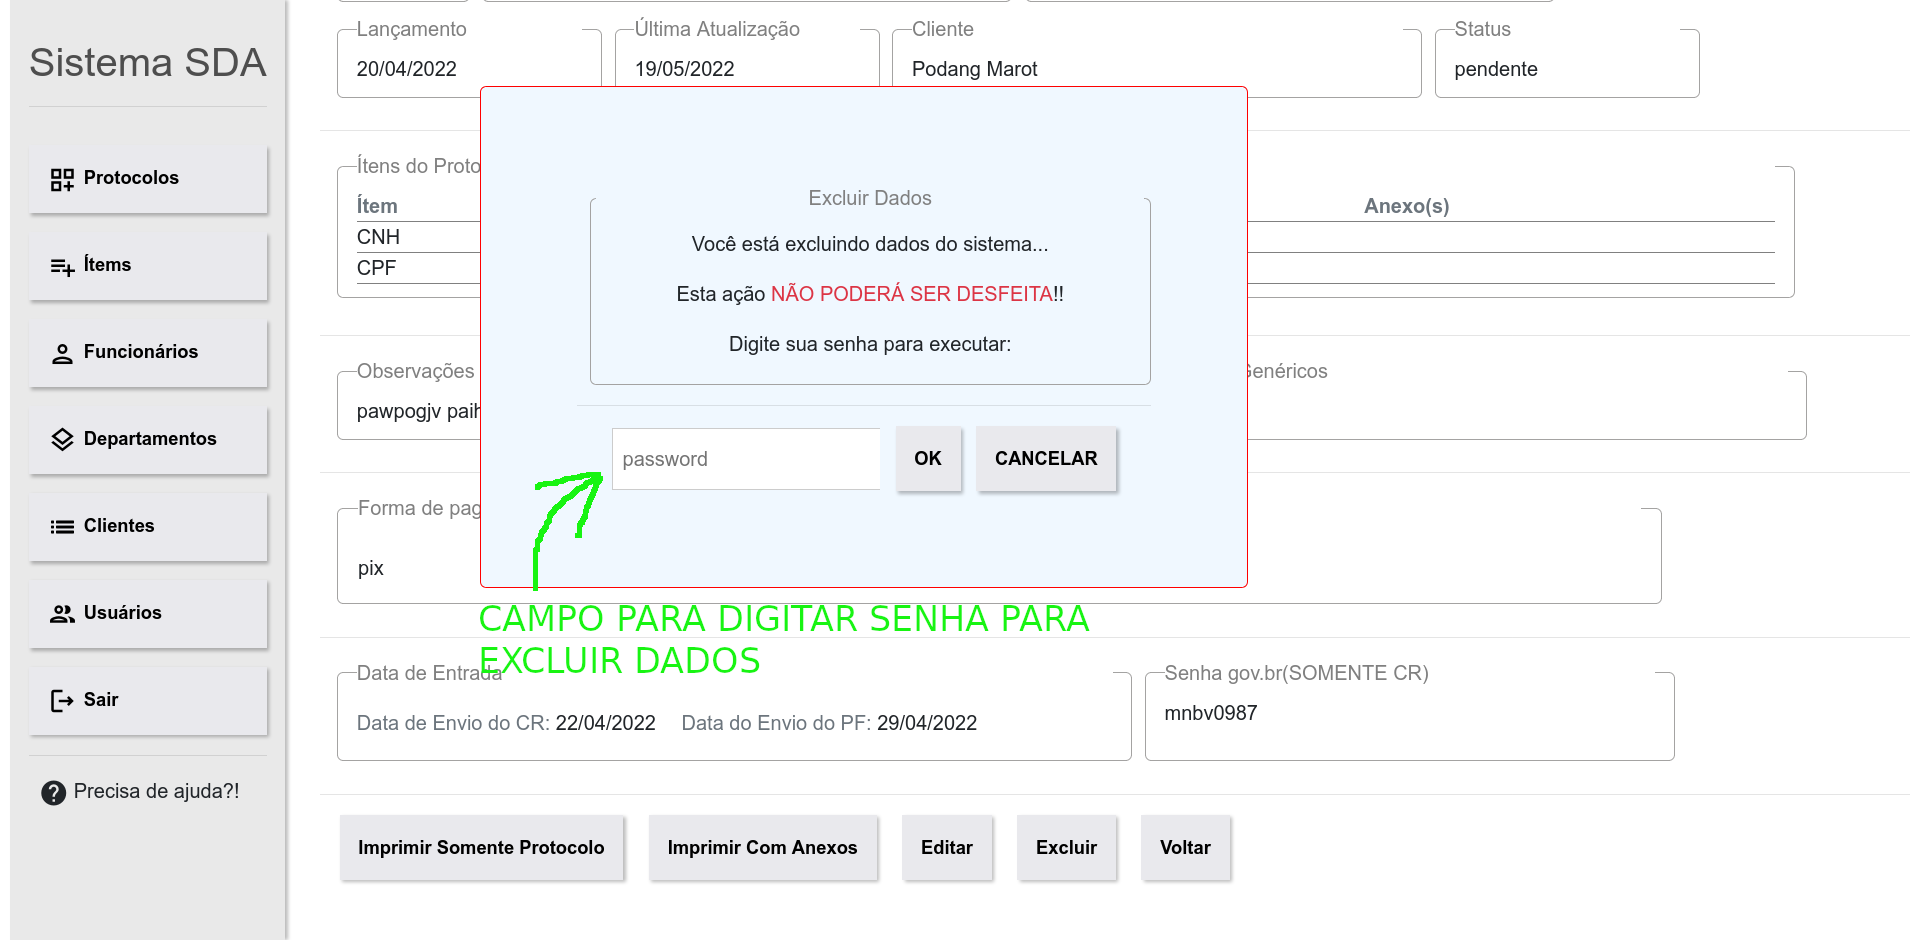 Sistema SDA
Protocolos
Ítems
Funcionários
Departamentos
Clientes
Usuários
Sair
Precisa de ajuda?!
Lançamento
20/04/2022
Última Atualização
19/05/2022
Cliente
Podang Marot
Status
pendente
Ítens do Proto
Ítem
Anexo(s)
CNH
CPF
Observações
pawpogjv paih
Genéricos
Forma de pag
pix
Excluir Dados
Você está excluindo dados do sistema...
Esta ação NÃO PODERÁ SER DESFEITA!!
Digite sua senha para executar:
password
OK
CANCELAR
CAMPO PARA DIGITAR SENHA PARA
EXCLUIR DADOS
Data de Entrada
Data de Envio do CR: 22/04/2022 Data do Envio do PF: 29/04/2022
Senha gov.br(SOMENTE CR)
mnbv0987
Imprimir Somente Protocolo
Imprimir Com Anexos
Editar
Excluir
Voltar